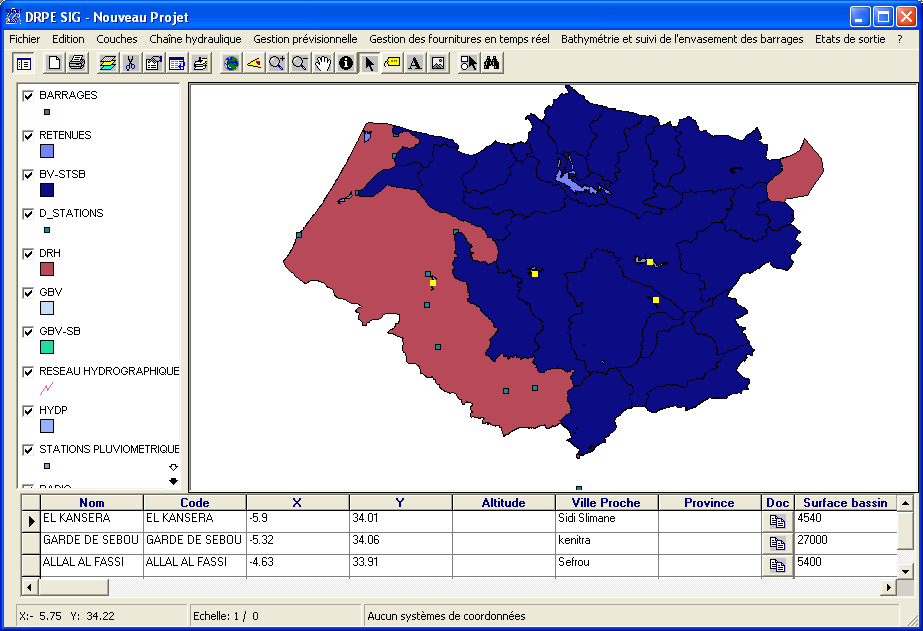 DRPE SIG - Nouveau Projet
Fichier Edition Couches Chaîne hydraulique Gestion prévisionnelle Gestion des fournitures en temps réel Bathymétrie et suivi de l'envasement des barrages Etats de sortie ?
BARRAGES
RETENUES
BV-STSB
D_STATIONS
DRH
GBV
GBV-SB
RESEAU HYDROGRAPHIQUE
HYDP
STATIONS PLUVIOMETRIQUE
RADIO
Nom Code X Y Altitude Ville Proche Province Doc Surface bassin
EL KANSERA EL KANSERA -5.9 34.01 Sidi Slimane 4540
GARDE DE SEBOU GARDE DE SEBOU -5.32 34.06 kenitra 27000
ALLAL AL FASSI ALLAL AL FASSI -4.63 33.91 Sefrou 5400
X:- 5.75 Y: 34.22 Echelle: 1 / 0 Aucun systèmes de coordonnées